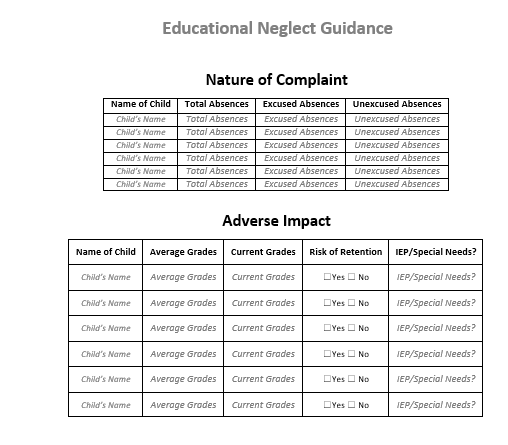 Educational Neglect Guidance
Nature of Complaint
Name of Child Total Absences Excused Absences Unexcused Absences
Child's Name Total Absences Excused Absences Unexcused Absences
Child's Name Total Absences Excused Absences Unexcused Absences
Child's Name Total Absences Excused Absences Unexcused Absences
Child's Name Total Absences Excused Absences Unexcused Absences
Child's Name Total Absences Excused Absences Unexcused Absences
Child's Name Total Absences Excused Absences Unexcused Absences
Adverse Impact
Name of Child Average Grades Current Grades Risk of Retention IEP/Special Needs?
Child's Name Average Grades Current Grades ☐Yes ☐ No IEP/Special Needs?
Child's Name Average Grades Current Grades ☐Yes ☐ No IEP/Special Needs?
Child's Name Average Grades Current Grades ☐Yes ☐ No IEP/Special Needs?
Child's Name Average Grades Current Grades ☐Yes ☐ No IEP/Special Needs?
Child's Name Average Grades Current Grades ☐Yes ☐ No IEP/Special Needs?
Child's Name Average Grades Current Grades ☐Yes ☐ No IEP/Special Needs?